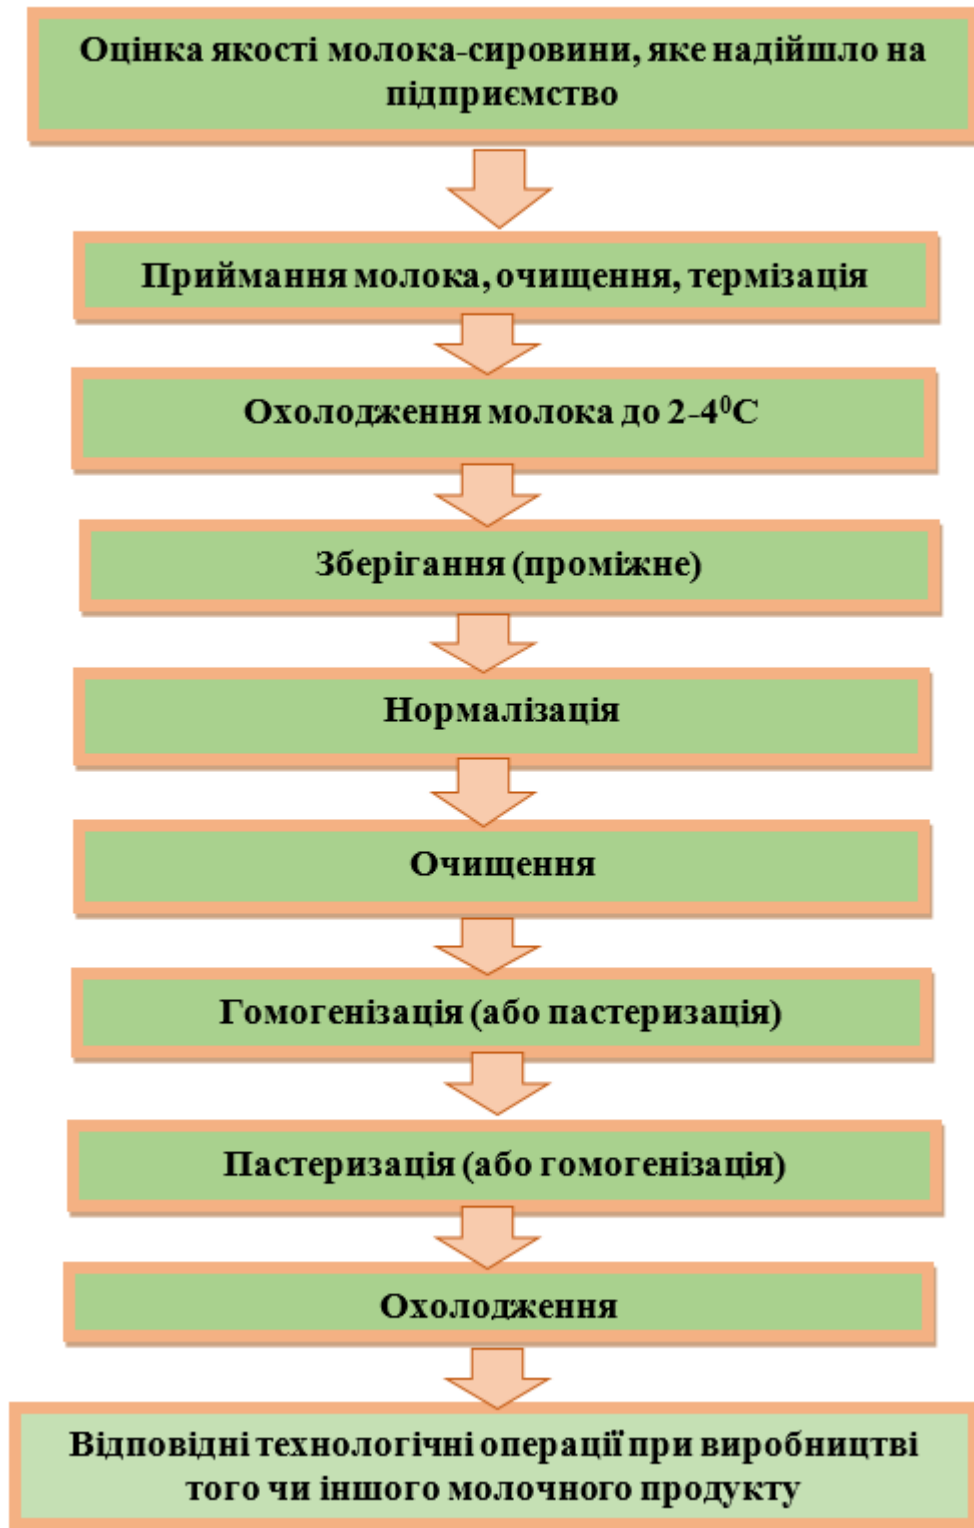 Оцінка якості молока-сировини, яке надійшло на
підприємство
Приймання молока, очищення, термізація
Охолодження молока до 2-4⁰С
Зберігання (проміжне)
Нормалізація
Очищення
Гомогенізація (або пастеризація)
Пастеризація (або гомогенізація)
Охолодження
Відповідні технологічні операції при виробництві
того чи іншого молочного продукту